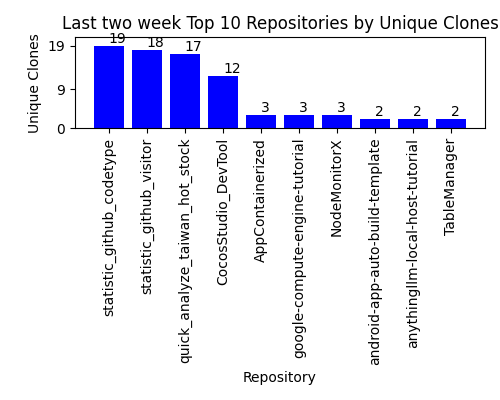 Last two week Top 10 Repositories by Unique Clones
Unique Clones
19
9
0
19
18
17
12
3
3
3
2
2
2
statistic_github_codetype
statistic_github_visitor
quick_analyze_taiwan_hot_stock
CocosStudio_DevTool
AppContainerized
google-compute-engine-tutorial
NodeMonitorX
android-app-auto-build-template
anythingllm-local-host-tutorial
TableManager
Repository